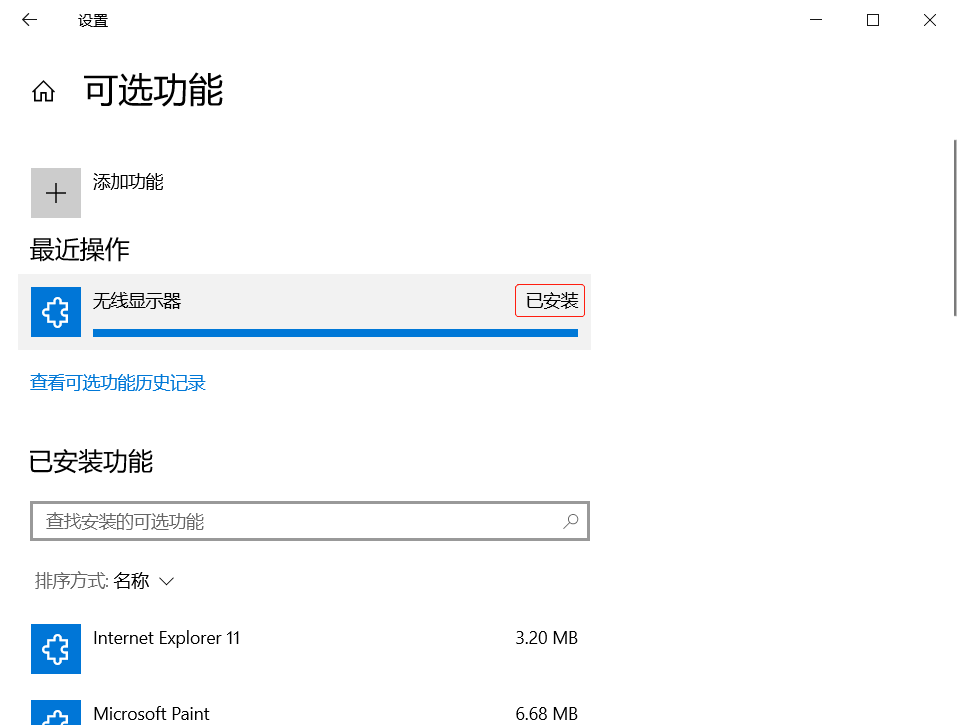 设置
可选功能
添加功能
最近操作
无线显示器 已安装
查看可选功能历史记录
已安装功能
查找安装的可选功能
排序方式: 名称
Internet Explorer 11 3.20 MB
Microsoft Paint 6.68 MB